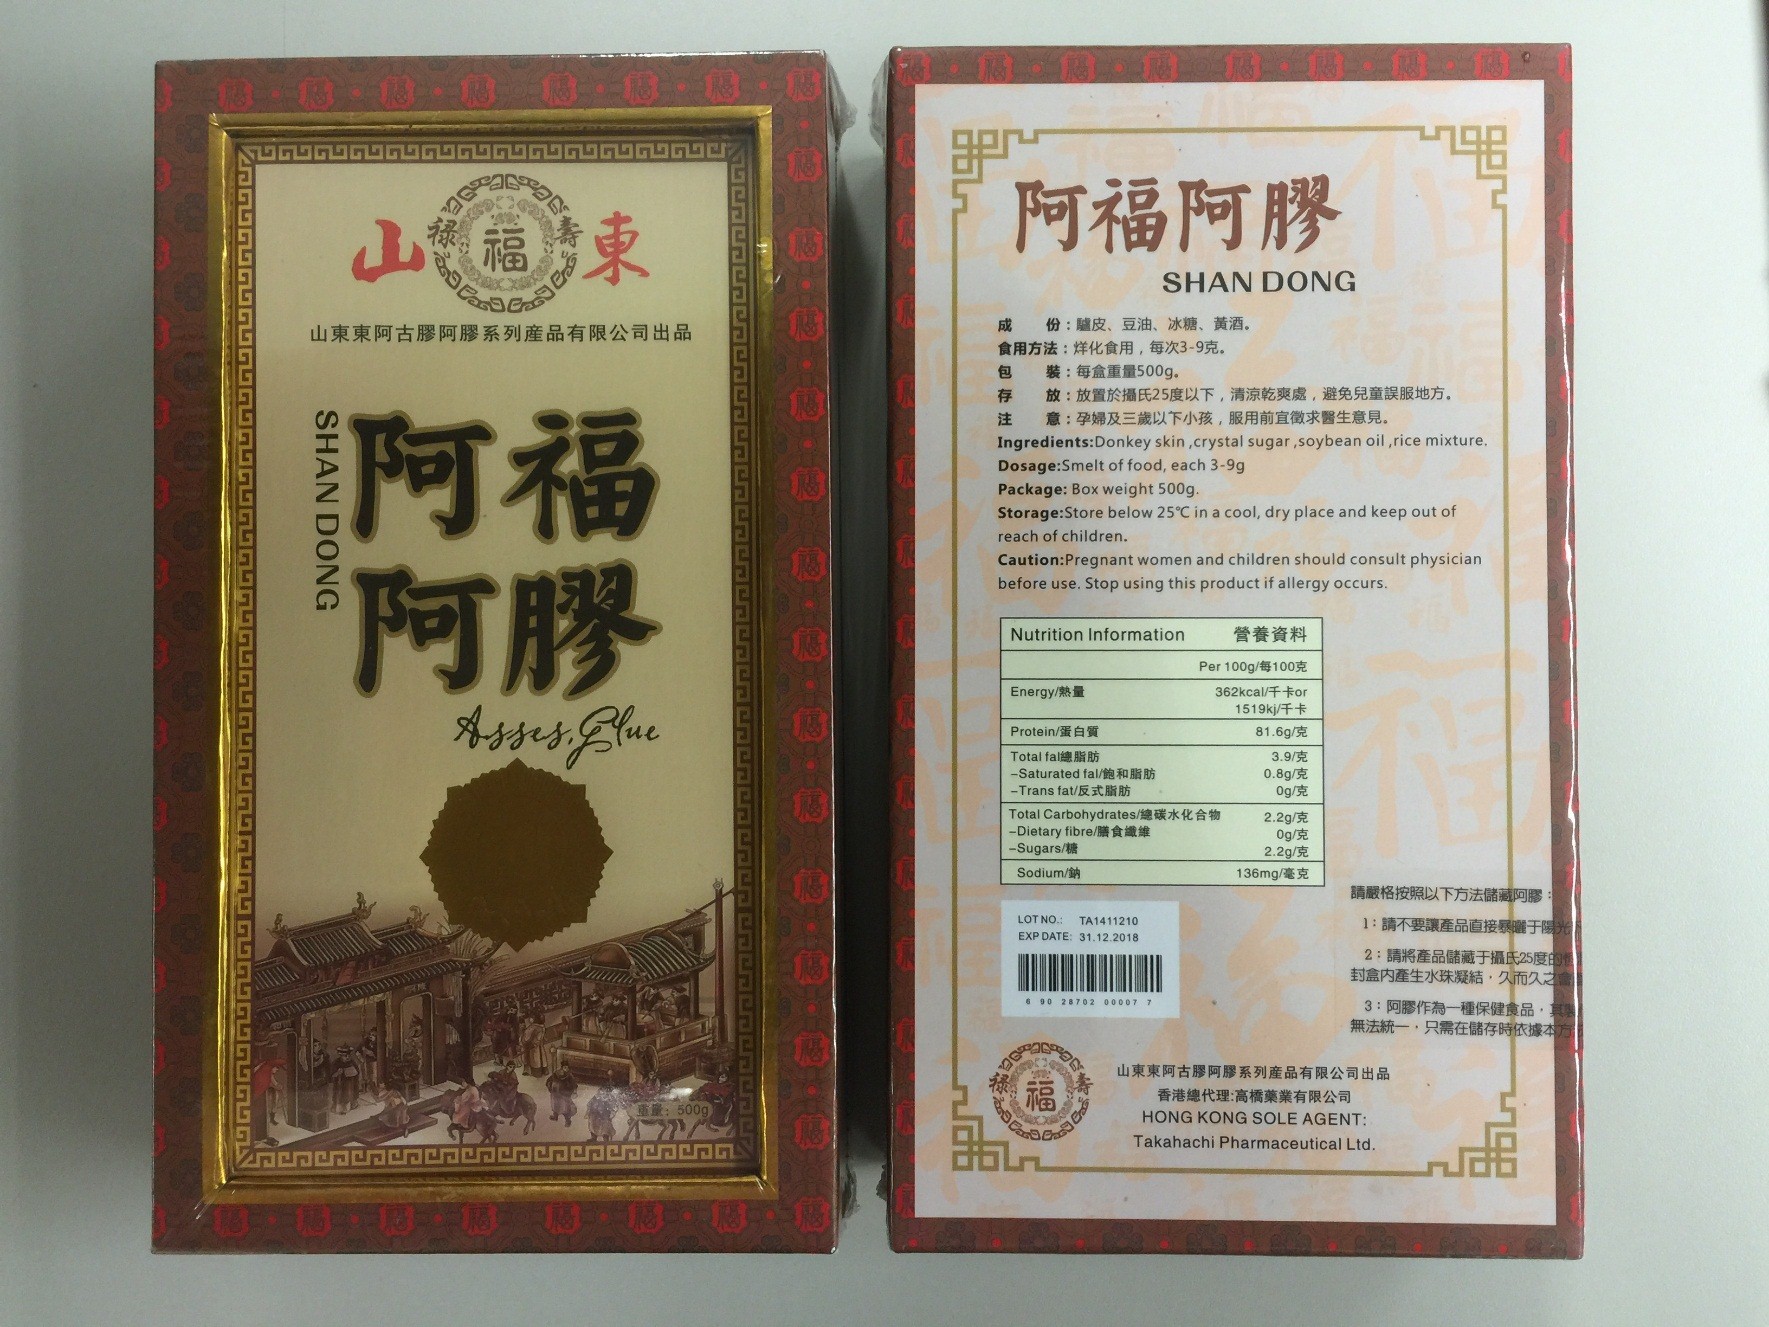 山 禄 福 壽 東
山東東阿古膠阿膠系列產品有限公司出品
SHAN DONG
阿福
阿膠
Asses,Glue
重量：500g
阿福阿膠
SHAN DONG
成　份：驢皮、豆油、冰糖、黃酒。
食用方法：烊化食用，每次3-9克。
包　裝：每盒重量500g。
存　放：放置於攝氏25度以下，清涼乾爽處，避免兒童誤服地方。
注　意：孕婦及三歲以下小孩，服用前宜徵求醫生意見。
Ingredients:Donkey skin ,crystal sugar ,soybean oil ,rice mixture.
Dosage:Smelt of food, each 3-9g
Package: Box weight 500g.
Storage:Store below 25℃ in a cool, dry place and keep out of
reach of children.
Caution:Pregnant women and children should consult physician
before use. Stop using this product if allergy occurs.
Nutrition Information 營養資料
Per 100g/每100克
Energy/熱量 362kcal/千卡or
1519kj/千卡
Protein/蛋白質 81.6g/克
Total fal總脂肪 3.9/克
–Saturated fal/飽和脂肪 0.8g/克
–Trans fat/反式脂肪 0g/克
Total Carbohydrates/總碳水化合物 2.2g/克
–Dietary fibre/膳食纖維 0g/克
–Sugars/糖 2.2g/克
Sodium/鈉 136mg/毫克
請嚴格按照以下方法儲藏阿膠：
1：請不要讓產品直接暴曬于陽光
2：請將產品儲藏于攝氏25度的
封盒內產生水珠凝結，久而久之會
3：阿膠作為一種保健食品，其
無法統一，只需在儲存時依據本方
LOT NO.: TA1411210
EXP DATE: 31.12.2018
6 90 28702 00007 7
禄 福 壽
山東東阿古膠阿膠系列產品有限公司出品
香港總代理:高橋藥業有限公司
HONG KONG SOLE AGENT:
Takahachi Pharmaceutical Ltd.